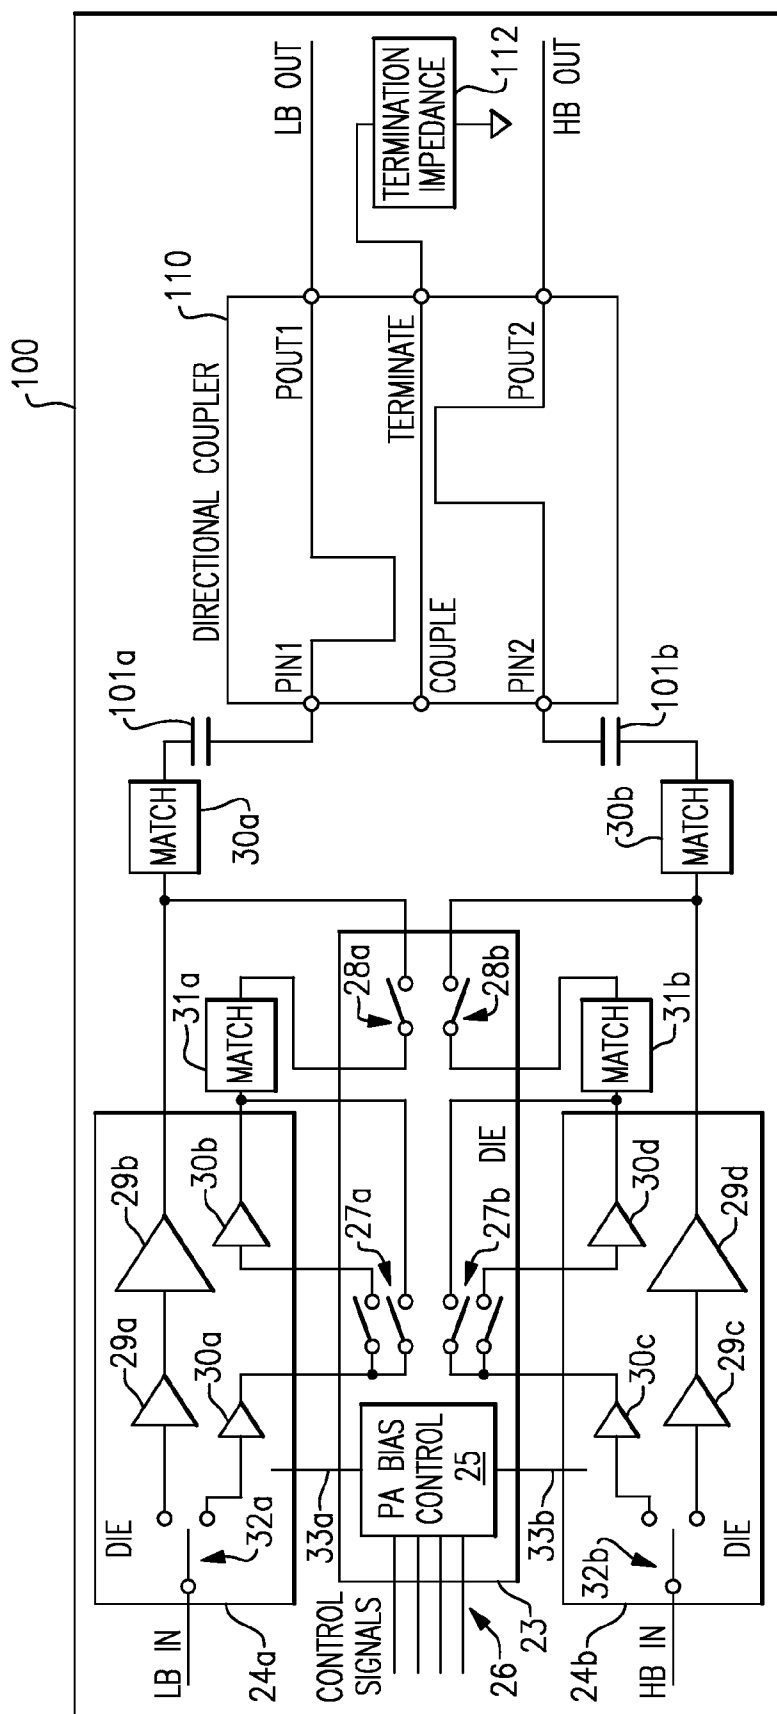 100
DIRECTIONAL COUPLER
110
LB OUT
TERMINATION
IMPEDANCE
112
HB OUT
PIN1
POUT1
COUPLE
TERMINATE
PIN2
POUT2
101a
101b
MATCH
30a
MATCH
30b
31a
MATCH
31b
MATCH
28a
28b
DIE
29a
29b
30a
30b
32a
LB IN
24a
27a
27b
DIE
PA BIAS
CONTROL
25
33a
33b
CONTROL
SIGNALS
26
23
30c
30d
29c
29d
32b
DIE
HB IN
24b